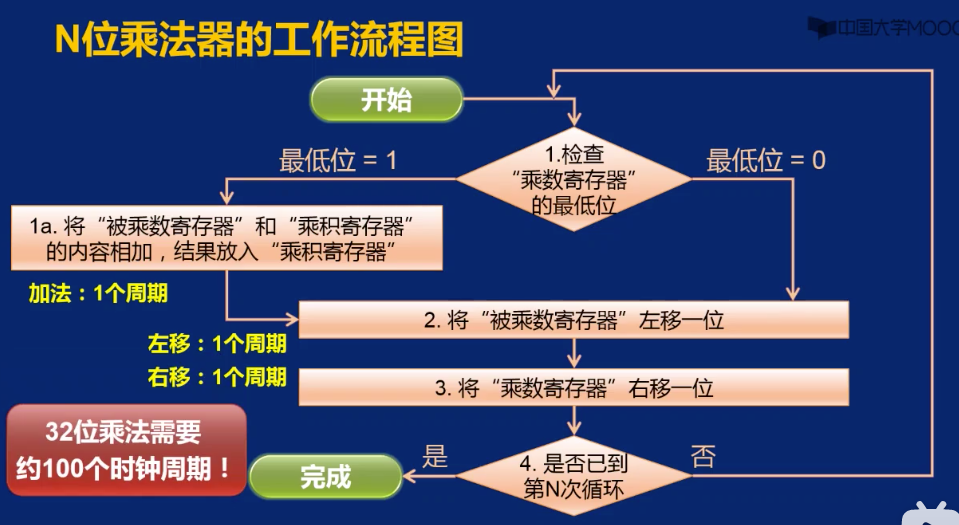 N位乘法器的工作流程图
中国大学MOOC
开始
最低位 = 1
1.检查
“乘数寄存器”
的最低位
最低位 = 0
1a. 将“被乘数寄存器”和“乘积寄存器”
的内容相加，结果放入“乘积寄存器”
加法：1个周期
2. 将“被乘数寄存器”左移一位
左移：1个周期
右移：1个周期
3. 将“乘数寄存器”右移一位
32位乘法需要
约100个时钟周期！
完成
是
4. 是否已到
第N次循环
否